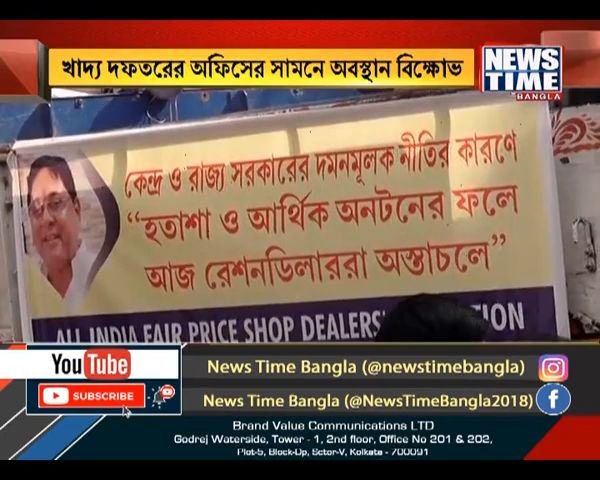 খাদ্য দফতরের অফিসের সামনে অবস্থান বিক্ষোভ
NEWS
TIME
BANGLA
কেন্দ্র ও রাজ্য সরকারের দমনমূলক নীতির কারণে
"হতাশা ও আর্থিক অনটনের ফলে
আজ রেশনডিলাররা অস্তাচলে"
ALL INDIA FAIR PRICE SHOP DEALERS'
YouTube
SUBSCRIBE
News Time Bangla (@newstimebangla)
News Time Bangla (@NewsTimeBangla2018)
Brand Value Communications LTD
Godrej Waterside, Tower - 1, 2nd floor, Office No 201 & 202,
Plot-5, Block-Dp, Sctor-V, Kolkata - 700091